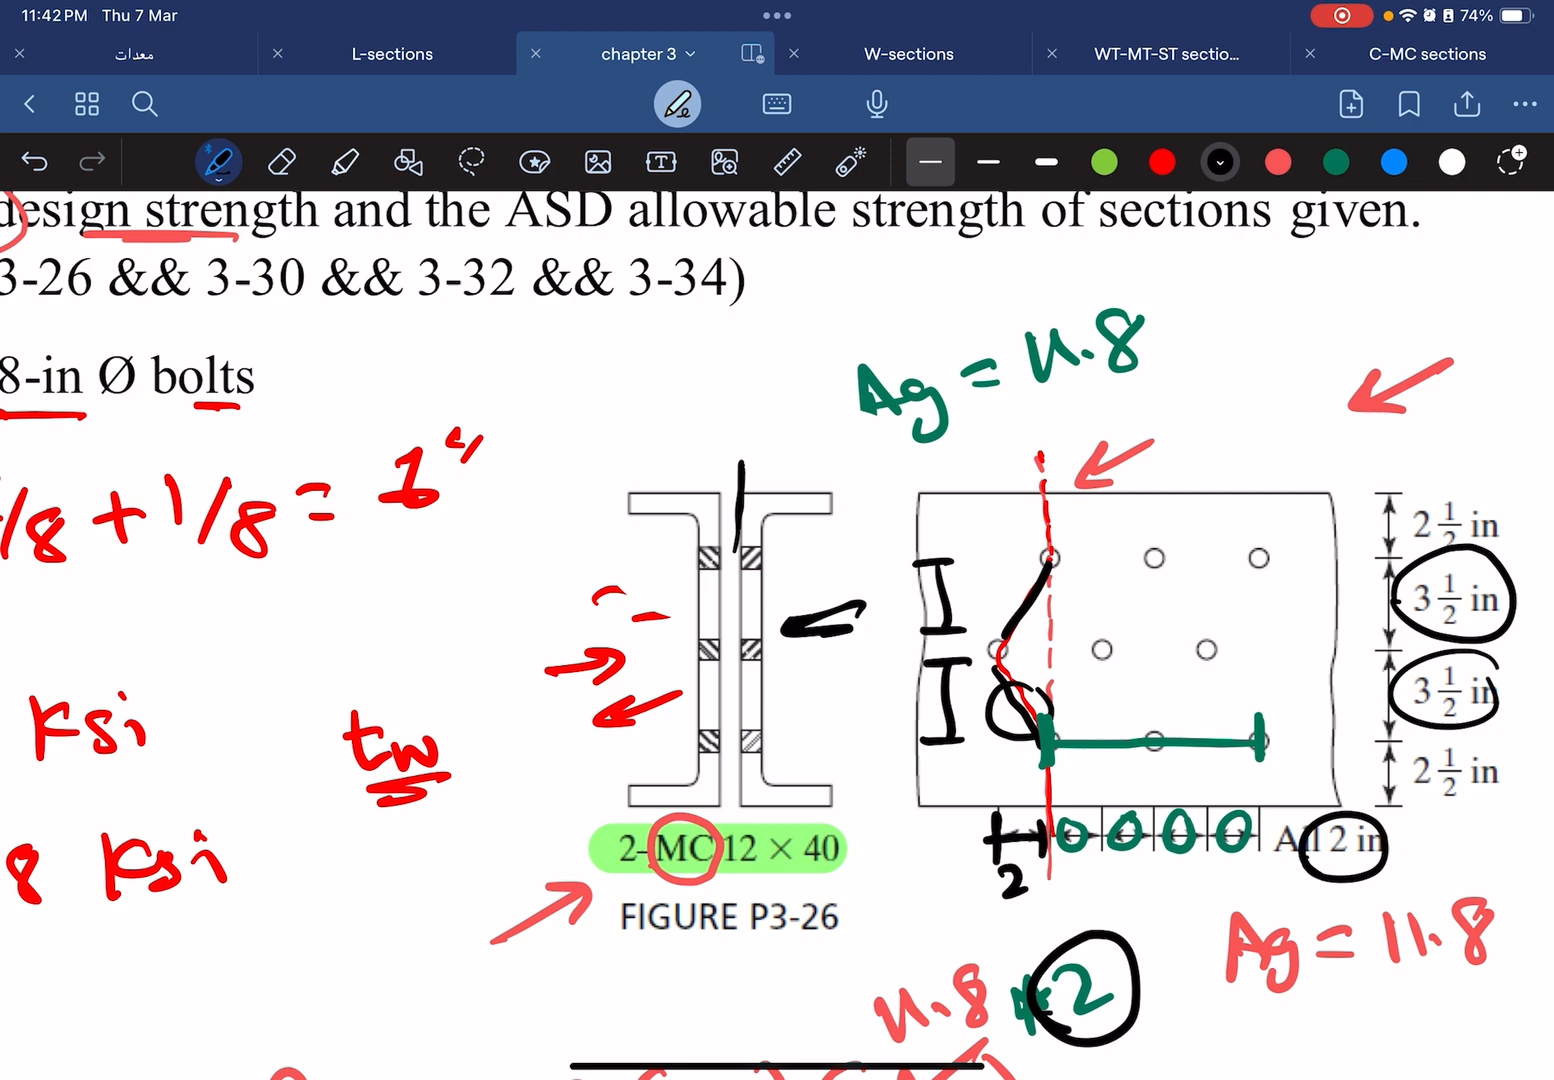 11:42 PM Thu 7 Mar
74%
معدات
L-sections
chapter 3
W-sections
WT-MT-ST sectio...
C-MC sections
design strength and the ASD allowable strength of sections given.
3-26 && 3-30 && 3-32 && 3-34)
8-in Ø bolts
Ag = 11.8
/8 + 1/8 = 1"
2 1/2 in
3 1/2 in
3 1/2 in
2 1/2 in
Ksi
tw
8 Ksi
2-MC 12 × 40
All 2 in
2
FIGURE P3-26
Ag = 11.8
11.8 * 2